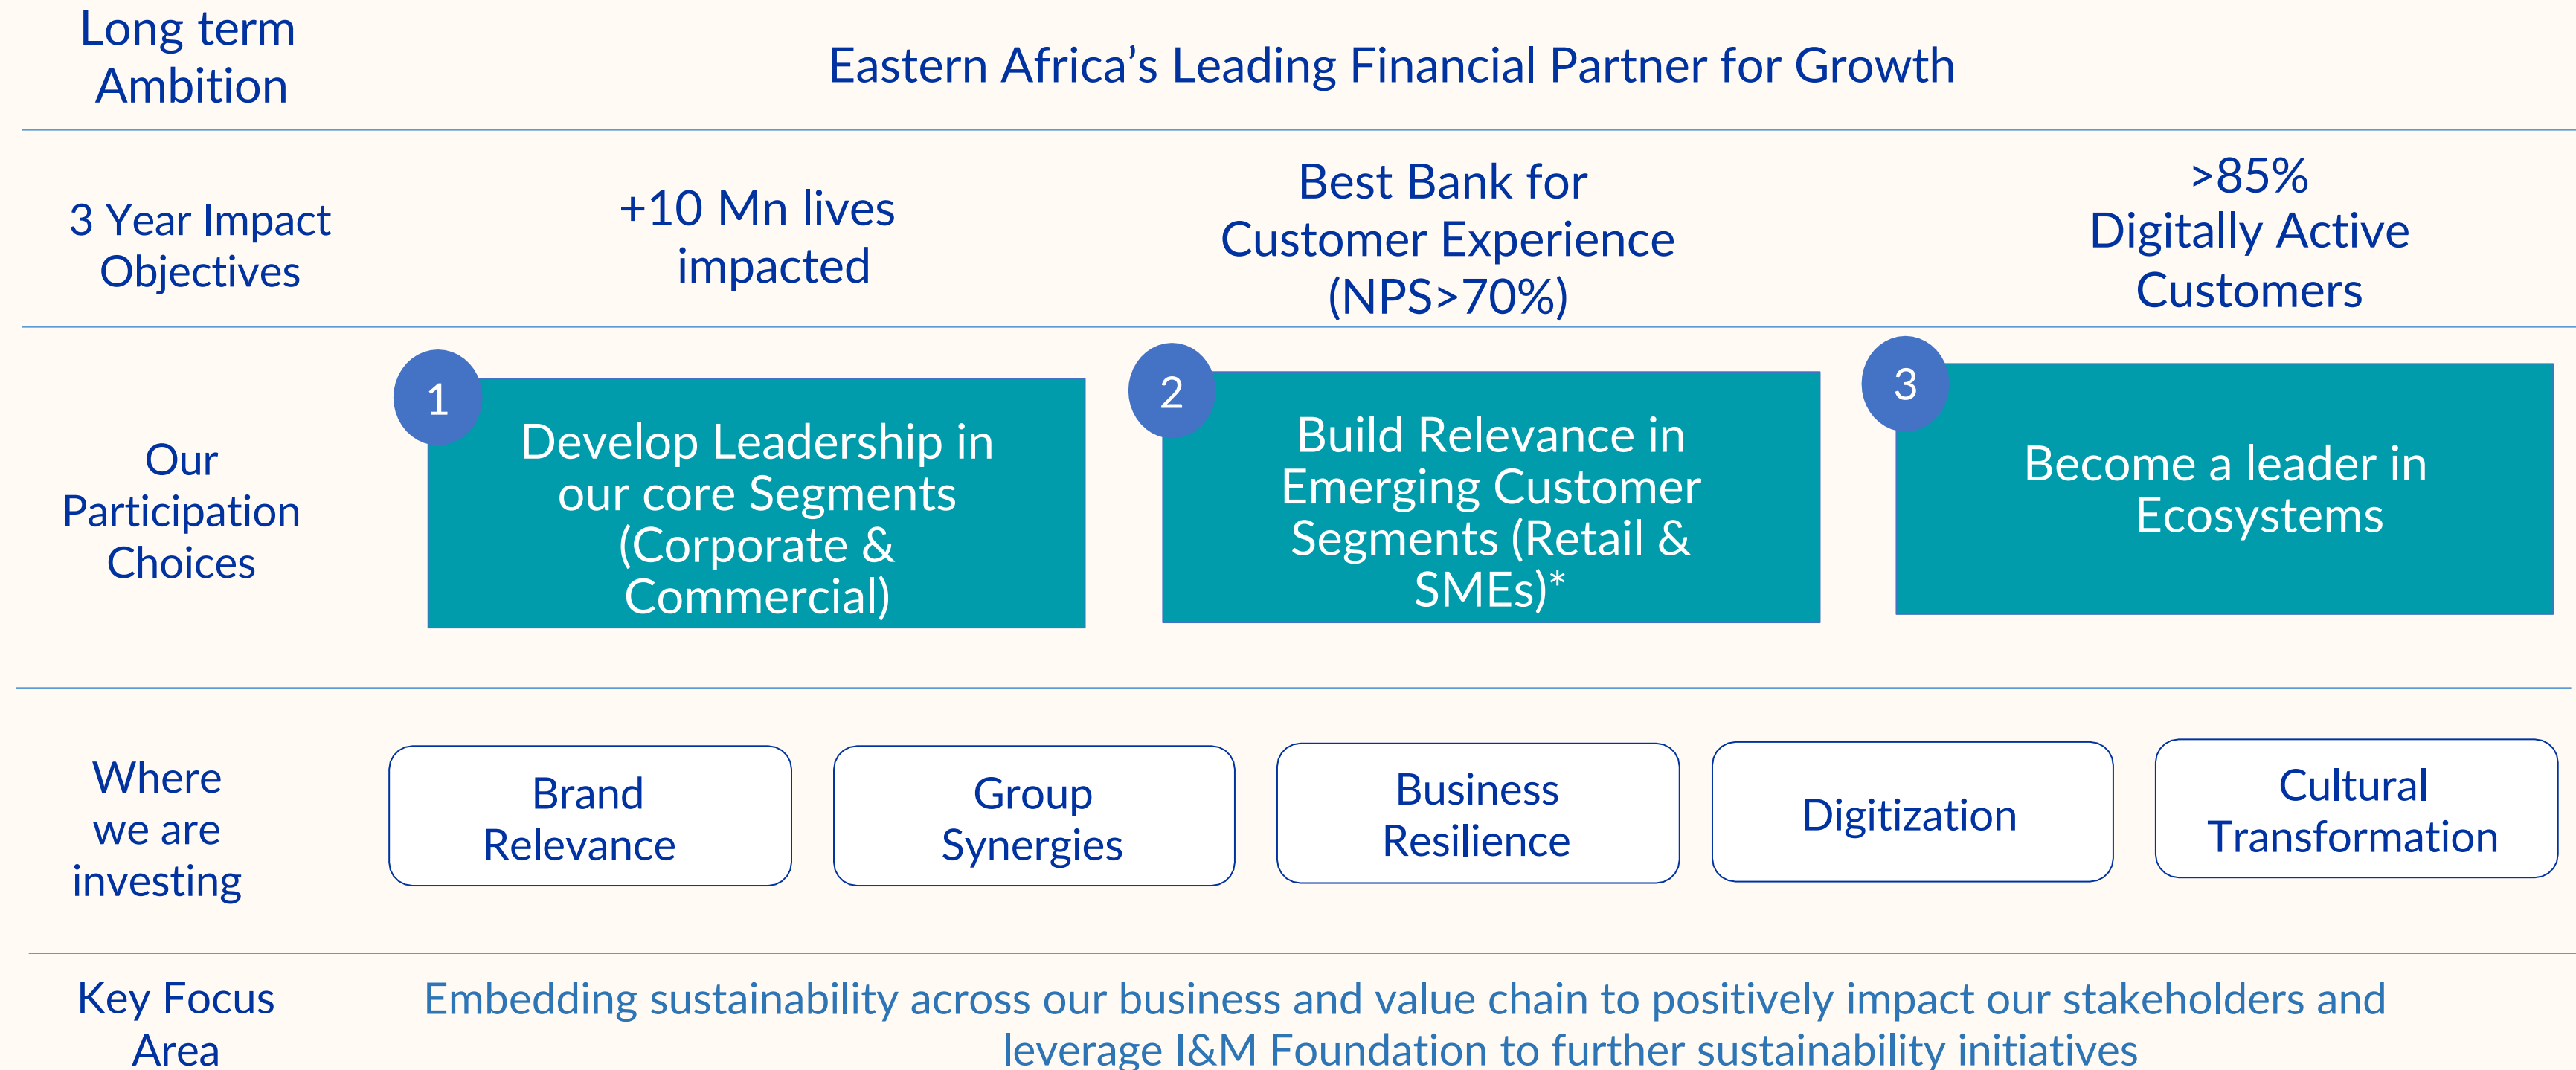 Long term
Ambition
Eastern Africa’s Leading Financial Partner for Growth
3 Year Impact
Objectives
+10 Mn lives
impacted
Best Bank for
Customer Experience
(NPS>70%)
>85%
Digitally Active
Customers
Our
Participation
Choices
1
Develop Leadership in
our core Segments
(Corporate &
Commercial)
2
Build Relevance in
Emerging Customer
Segments (Retail &
SMEs)*
3
Become a leader in
Ecosystems
Where
we are
investing
Brand
Relevance
Group
Synergies
Business
Resilience
Digitization
Cultural
Transformation
Key Focus
Area
Embedding sustainability across our business and value chain to positively impact our stakeholders and
leverage I&M Foundation to further sustainability initiatives